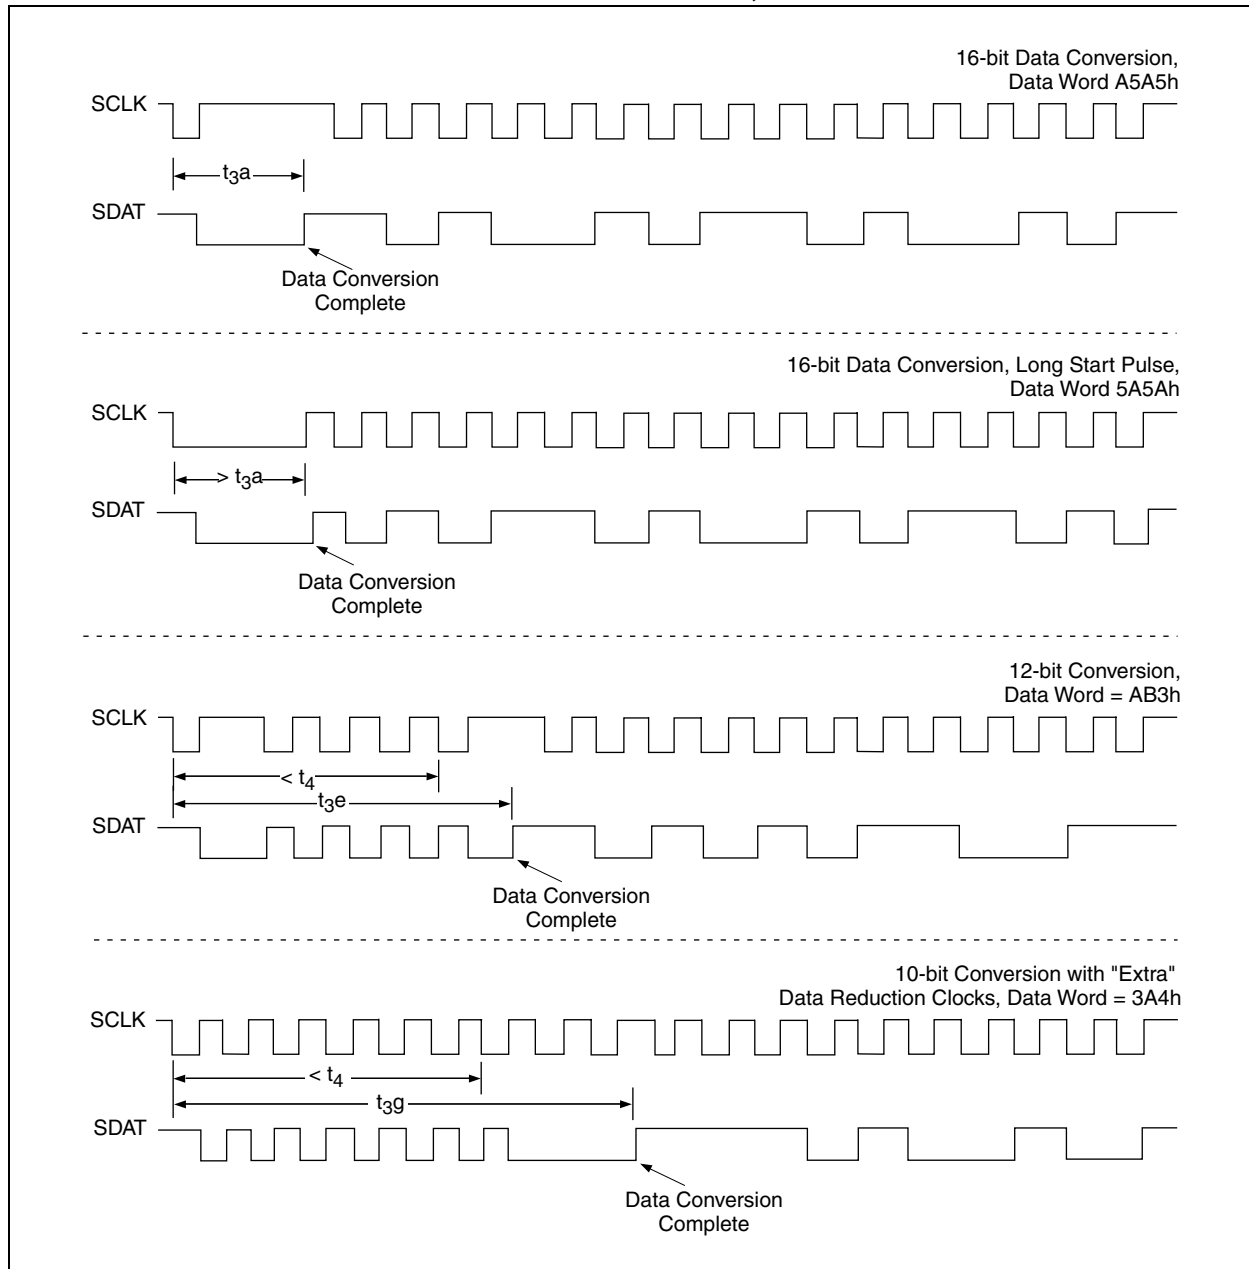 16-bit Data Conversion,
Data Word A5A5h
SCLK
t3a
SDAT
Data Conversion
Complete
16-bit Data Conversion, Long Start Pulse,
Data Word 5A5Ah
SCLK
> t3a
SDAT
Data Conversion
Complete
12-bit Conversion,
Data Word = AB3h
SCLK
< t4
t3e
SDAT
Data Conversion
Complete
10-bit Conversion with "Extra"
Data Reduction Clocks, Data Word = 3A4h
SCLK
< t4
t3g
SDAT
Data Conversion
Complete